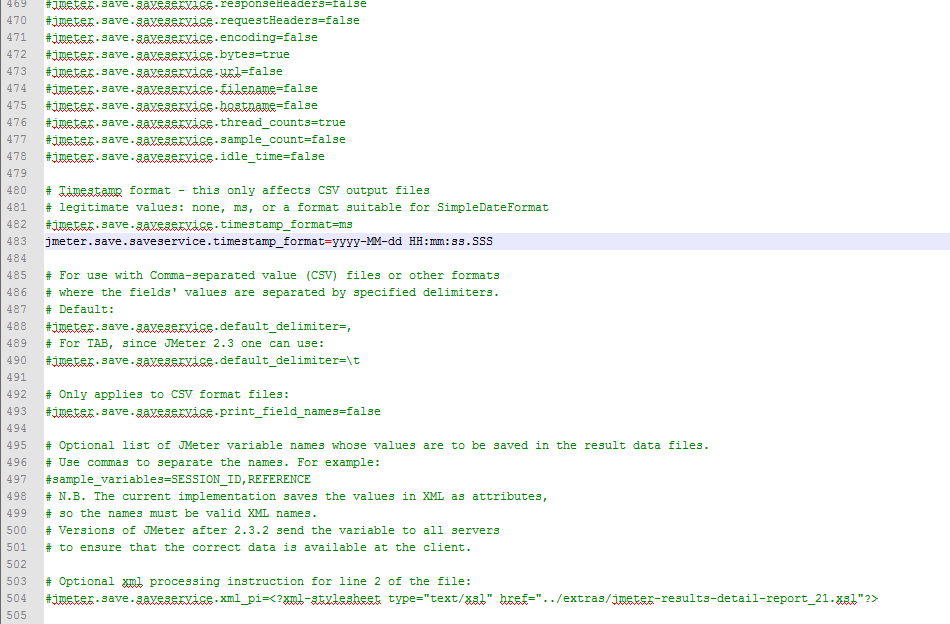 469 #jmeter.save.saveservice.responseHeaders=false
470 #jmeter.save.saveservice.requestHeaders=false
471 #jmeter.save.saveservice.encoding=false
472 #jmeter.save.saveservice.bytes=true
473 #jmeter.save.saveservice.url=false
474 #jmeter.save.saveservice.filename=false
475 #jmeter.save.saveservice.hostname=false
476 #jmeter.save.saveservice.thread_counts=true
477 #jmeter.save.saveservice.sample_count=false
478 #jmeter.save.saveservice.idle_time=false
479
480 # Timestamp format - this only affects CSV output files
481 # legitimate values: none, ms, or a format suitable for SimpleDateFormat
482 #jmeter.save.saveservice.timestamp_format=ms
483 jmeter.save.saveservice.timestamp_format=yyyy-MM-dd HH:mm:ss.SSS
484
485 # For use with Comma-separated value (CSV) files or other formats
486 # where the fields' values are separated by specified delimiters.
487 # Default:
488 #jmeter.save.saveservice.default_delimiter=,
489 # For TAB, since JMeter 2.3 one can use:
490 #jmeter.save.saveservice.default_delimiter=\t
491
492 # Only applies to CSV format files:
493 #jmeter.save.saveservice.print_field_names=false
494
495 # Optional list of JMeter variable names whose values are to be saved in the result data files.
496 # Use commas to separate the names. For example:
497 #sample_variables=SESSION_ID,REFERENCE
498 # N.B. The current implementation saves the values in XML as attributes,
499 # so the names must be valid XML names.
500 # Versions of JMeter after 2.3.2 send the variable to all servers
501 # to ensure that the correct data is available at the client.
502
503 # Optional xml processing instruction for line 2 of the file:
504 #jmeter.save.saveservice.xml_pi=<?xml-stylesheet type="text/xsl" href="../extras/jmeter-results-detail-report_21.xsl"?>
505